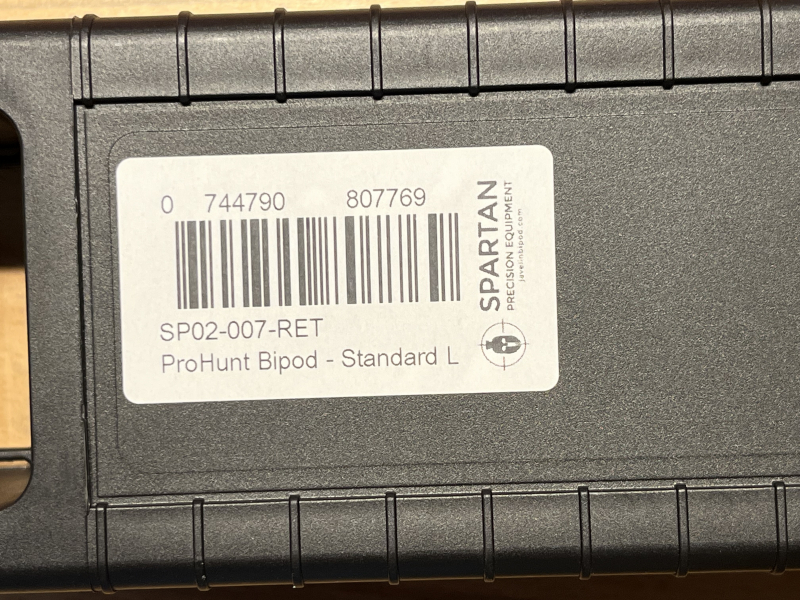 0 744790 807769
SP02-007-RET
ProHunt Bipod - Standard L
SPARTAN
PRECISION EQUIPMENT
javelinbipod.com